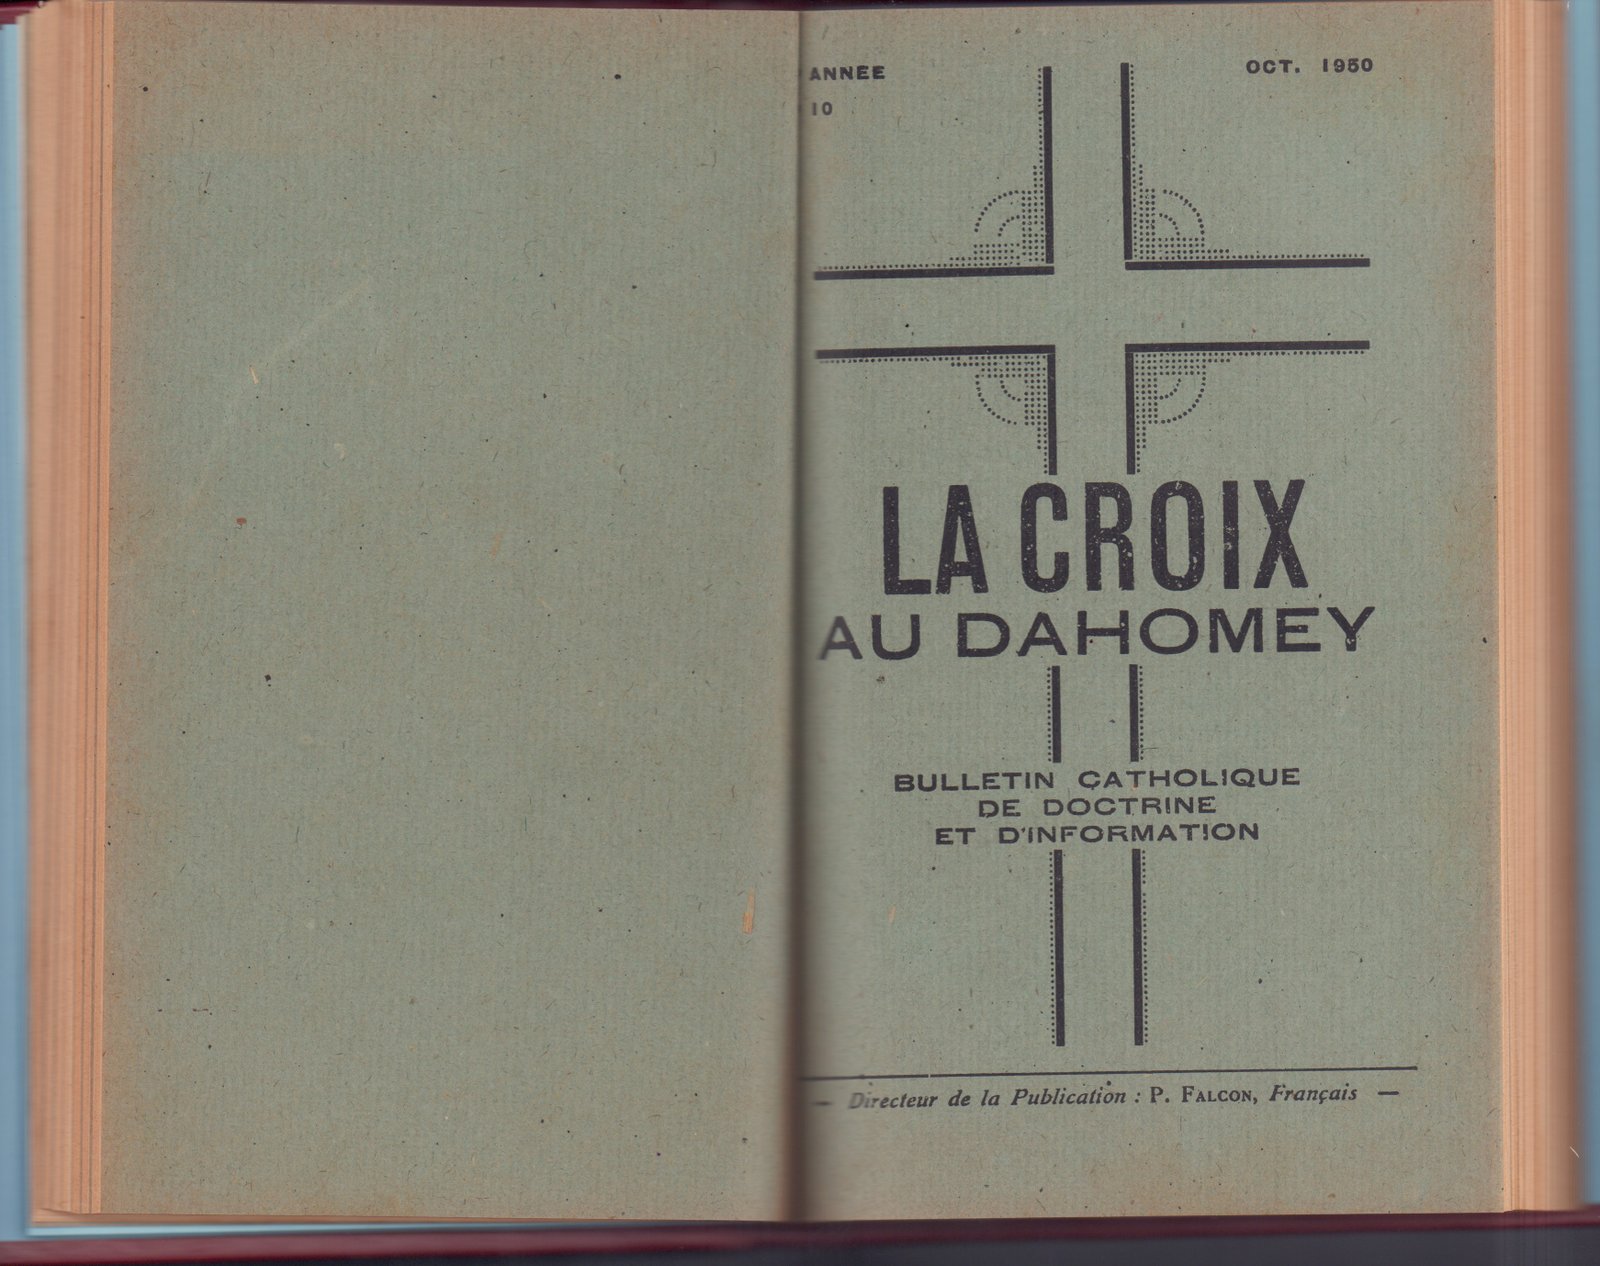 ANNEE
OCT. 1950
10
LA CROIX
AU DAHOMEY
BULLETIN CATHOLIQUE
DE DOCTRINE
ET D'INFORMATION
— Directeur de la Publication : P. FALCON, Français —